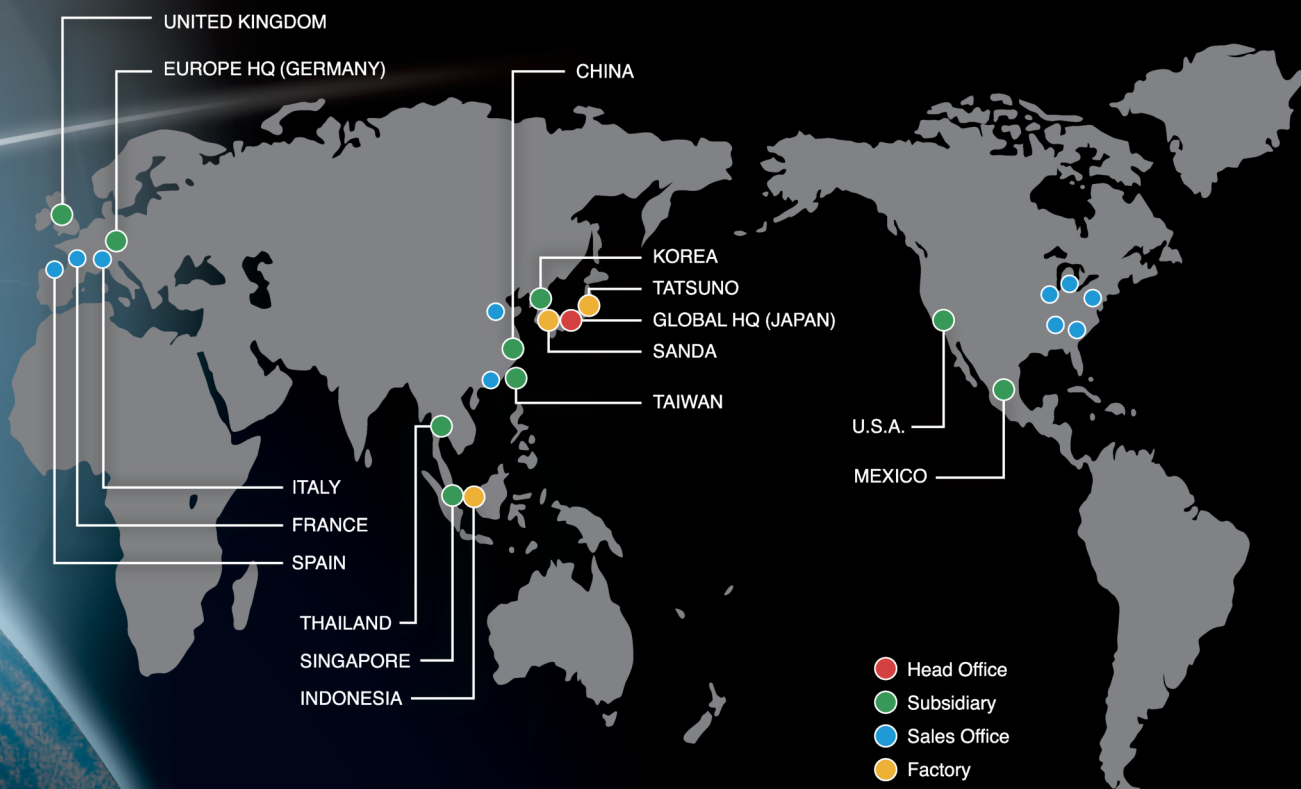 UNITED KINGDOM
EUROPE HQ (GERMANY)
CHINA
KOREA
TATSUNO
GLOBAL HQ (JAPAN)
SANDA
TAIWAN
U.S.A.
MEXICO
ITALY
FRANCE
SPAIN
THAILAND
SINGAPORE
INDONESIA
Head Office
Subsidiary
Sales Office
Factory